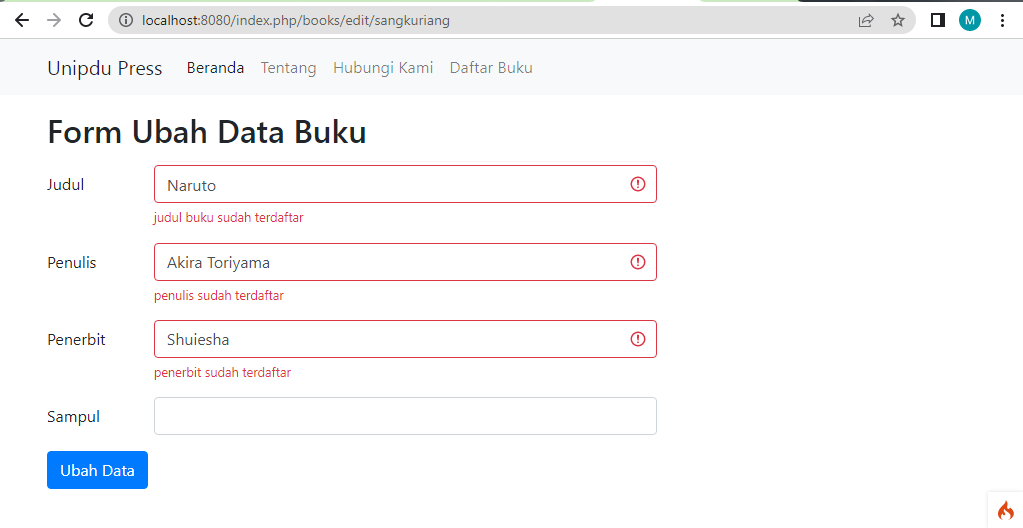 localhost:8080/index.php/books/edit/sangkuriang
M
Unipdu Press Beranda Tentang Hubungi Kami Daftar Buku
Form Ubah Data Buku
Judul Naruto
judul buku sudah terdaftar
Penulis Akira Toriyama
penulis sudah terdaftar
Penerbit Shuiesha
penerbit sudah terdaftar
Sampul
Ubah Data